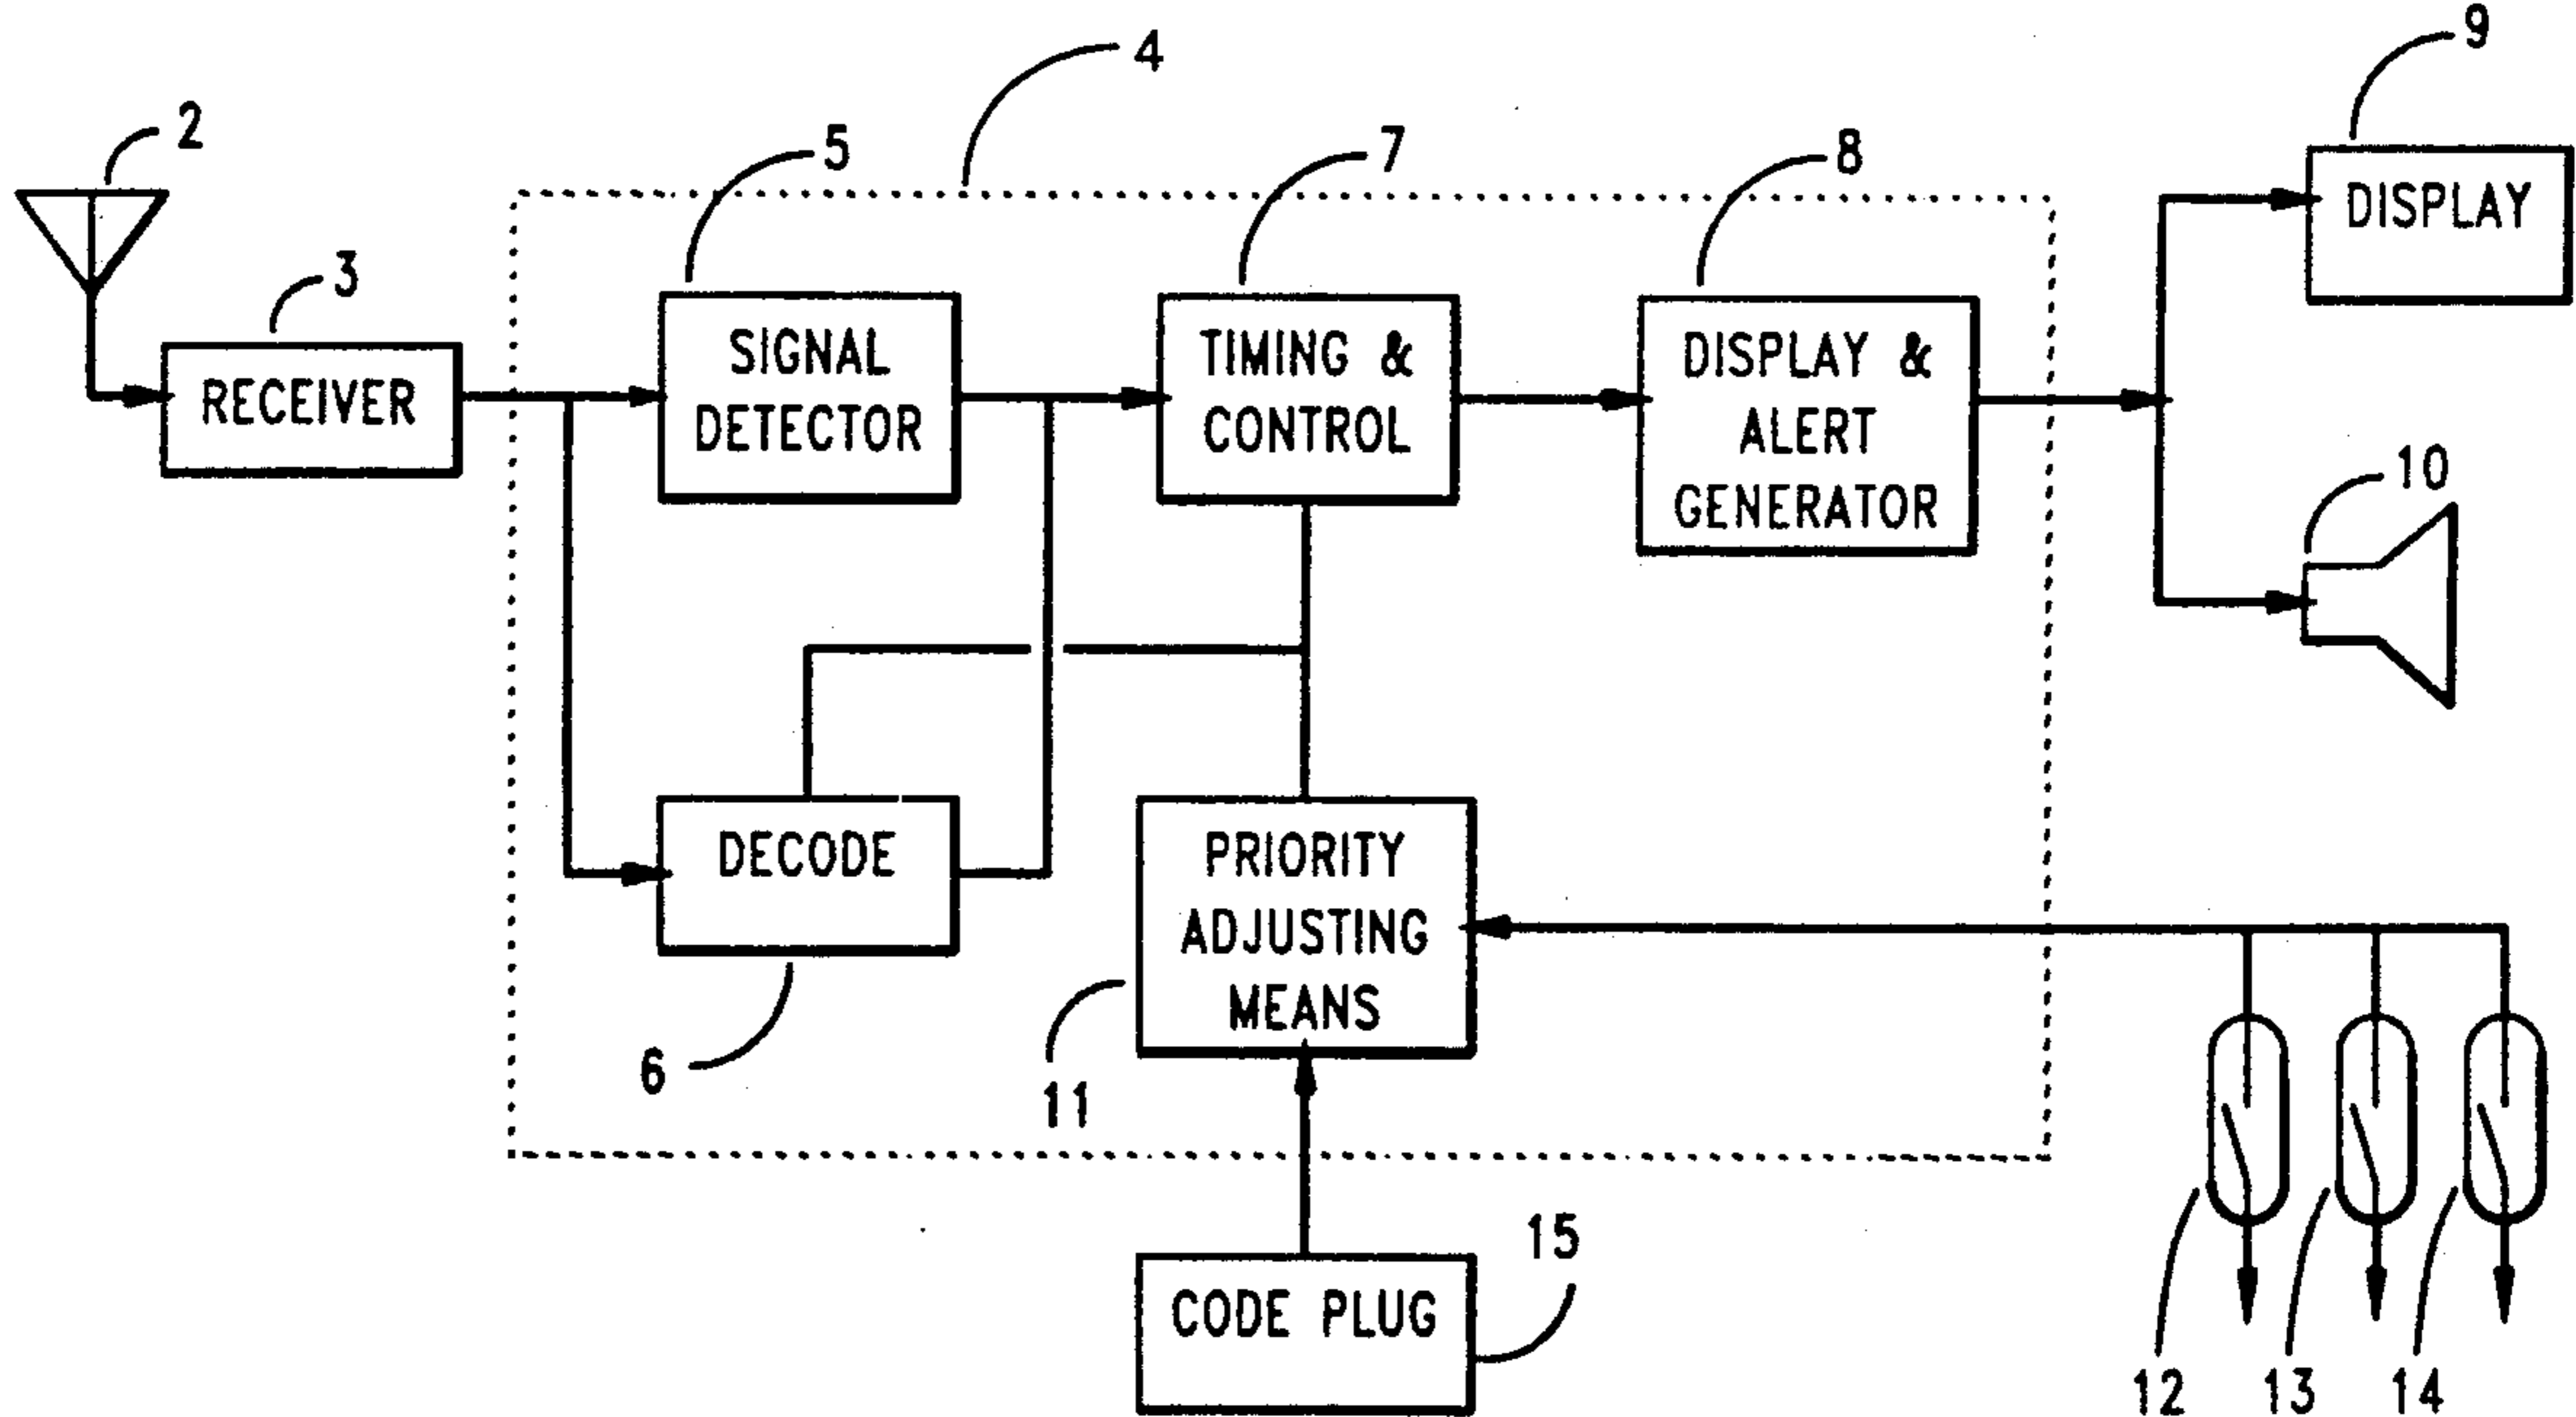 4
9
2
5
7
8
DISPLAY
3
SIGNAL
DETECTOR
TIMING &
CONTROL
DISPLAY &
ALERT
GENERATOR
RECEIVER
10
DECODE
PRIORITY
ADJUSTING
MEANS
6
11
15
CODE PLUG
12
13
14